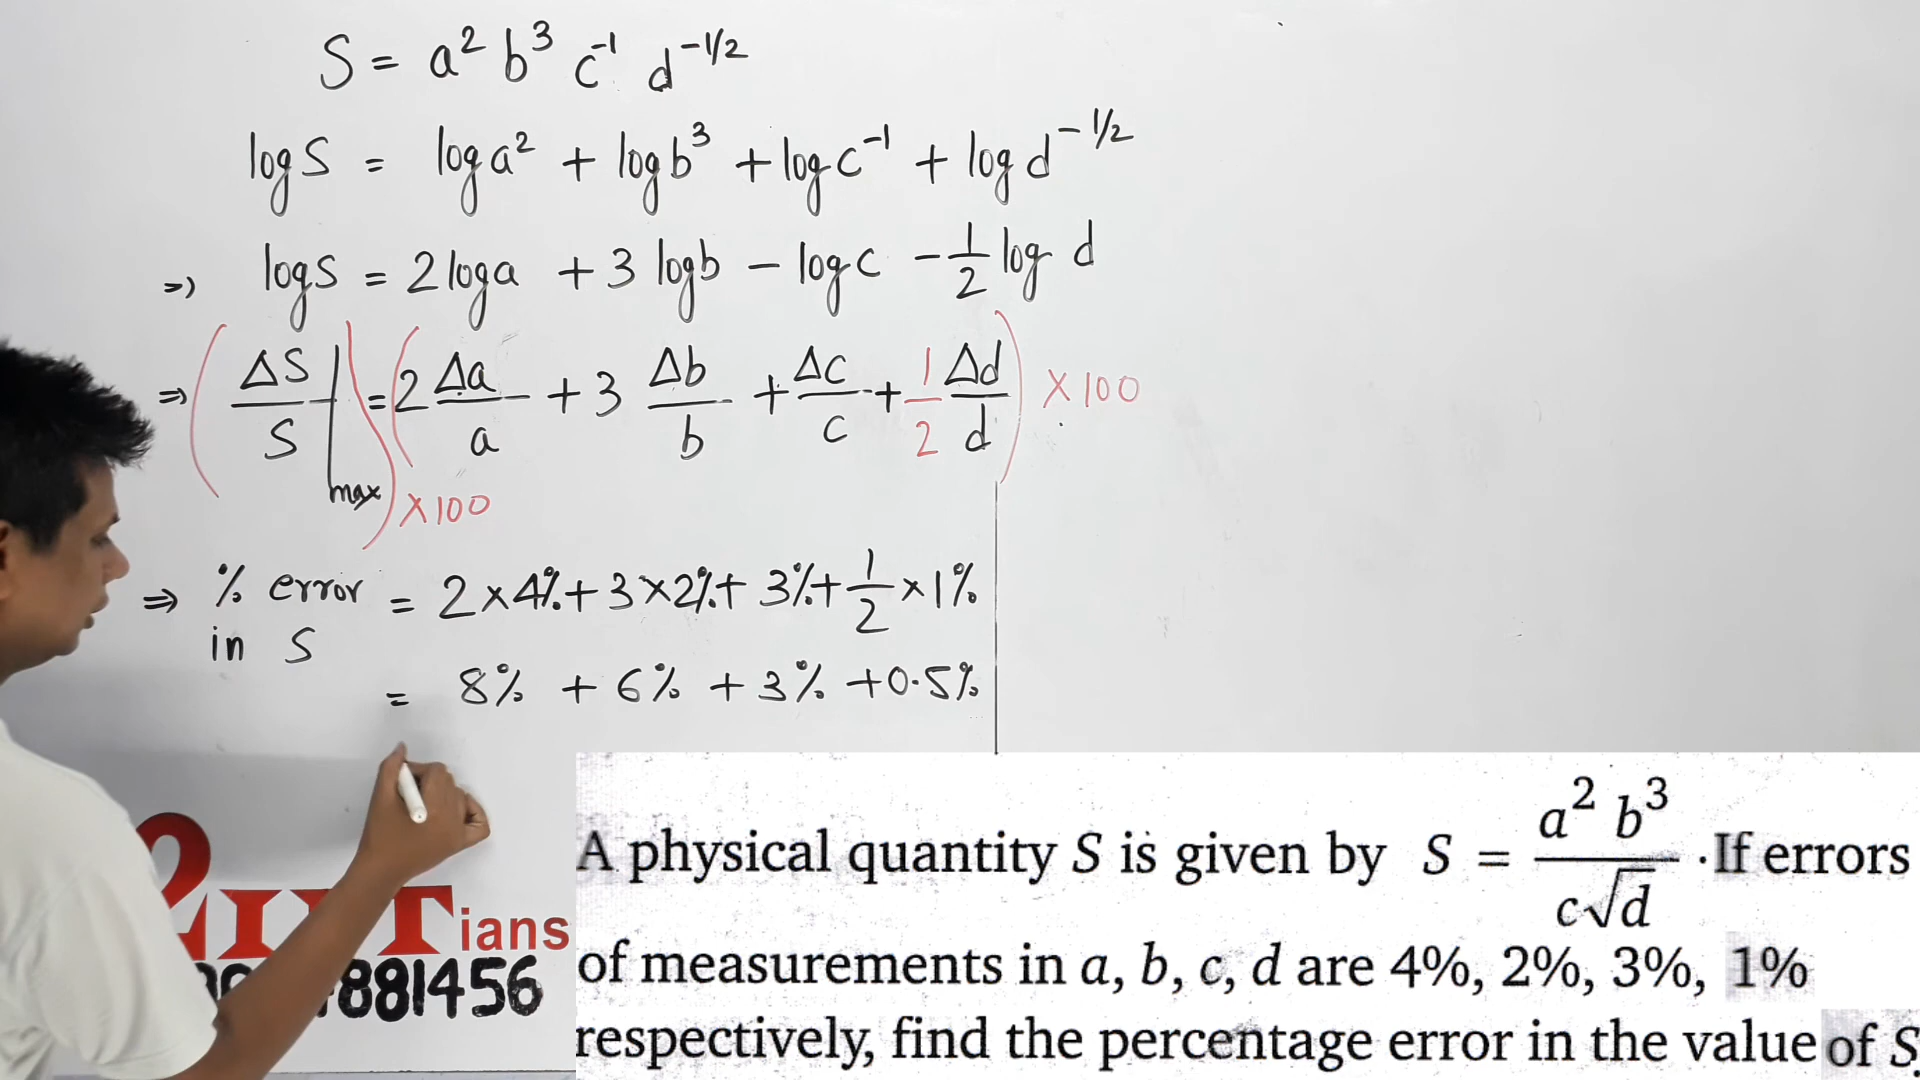 S = a² b³ c⁻¹ d^(-1/2)
log S = log a² + log b³ + log c⁻¹ + log d^(-1/2)
⇒ log S = 2 log a + 3 log b − log c − 1/2 log d
⇒ (ΔS/S |max) × 100 = (2 Δa/a + 3 Δb/b + Δc/c + 1/2 Δd/d) × 100
⇒ % error in S = 2×4% + 3×2% + 3% + 1/2 ×1%
= 8% + 6% + 3% + 0.5%
2IITians
881456
A physical quantity S is given by S = a² b³ / c√d . If errors
of measurements in a, b, c, d are 4%, 2%, 3%, 1%
respectively, find the percentage error in the value of S.